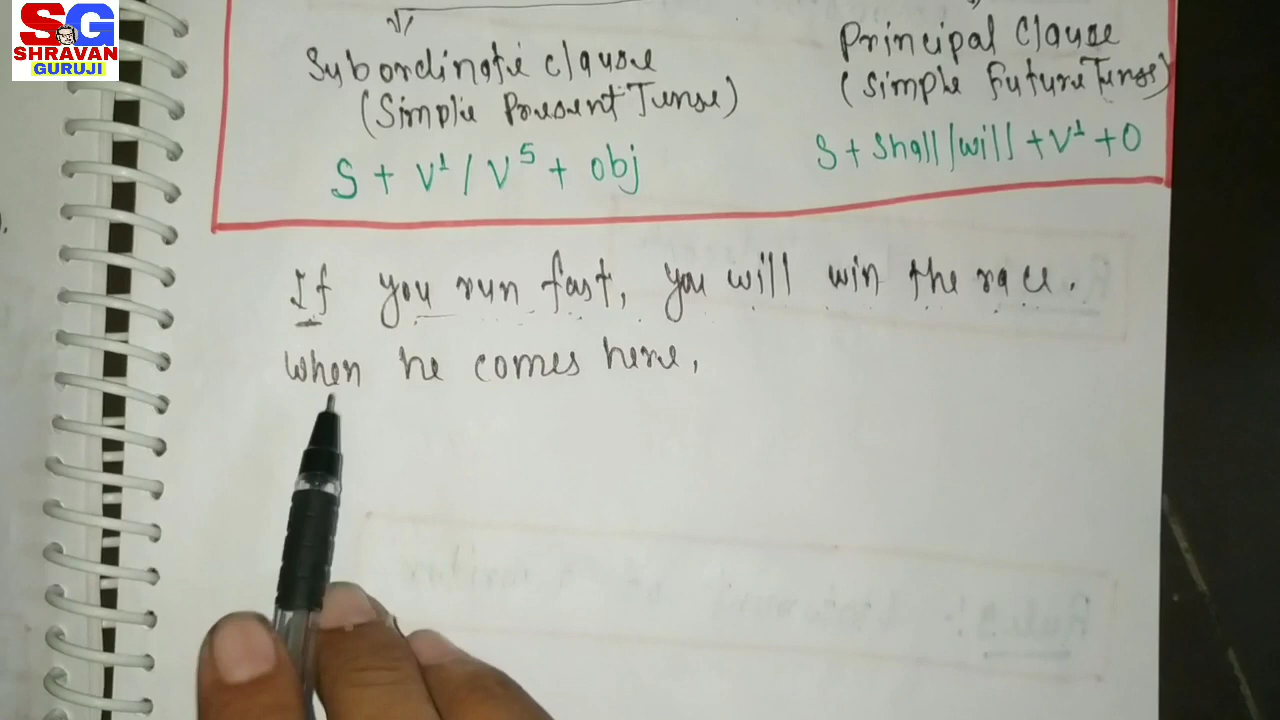 SG
SHRAVAN
GURUJI
Subordinate clause
Principal Clause
(Simple Present Tense)
(Simple Future Tense)
S + V¹ / V⁵ + obj
S + Shall/will + V¹ + O
If you run fast, you will win the race.
When he comes here,